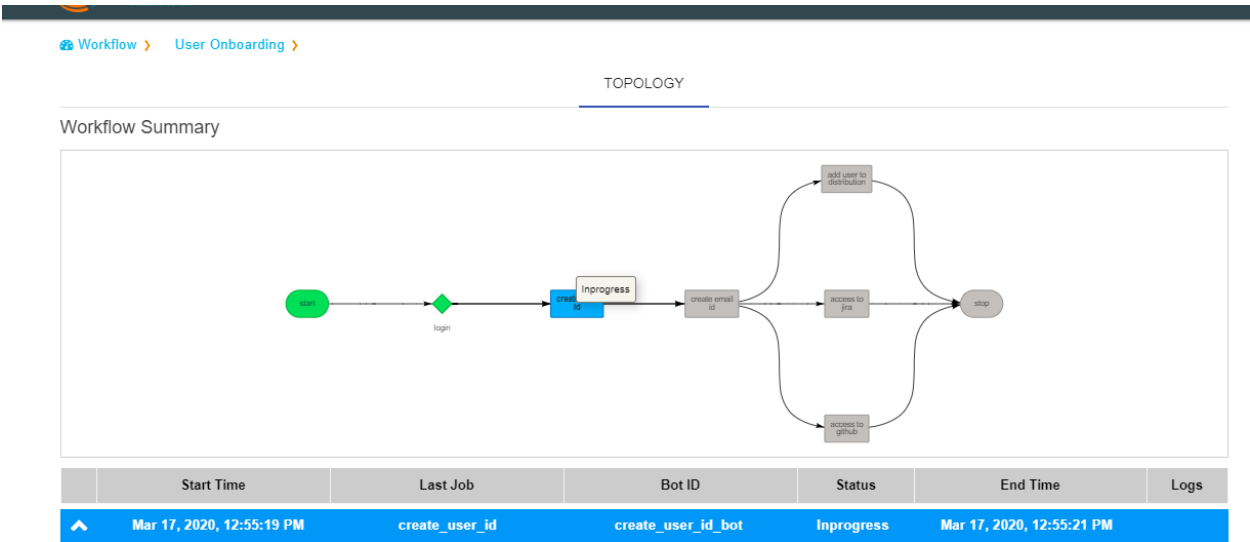 Workflow
User Onboarding
TOPOLOGY
Workflow Summary
add user to
distribution
Inprogress
start
create email
id
access to
jira
stop
id
login
access to
github
Start Time Last Job Bot ID Status End Time Logs
Mar 17, 2020, 12:55:19 PM create_user_id create_user_id_bot Inprogress Mar 17, 2020, 12:55:21 PM